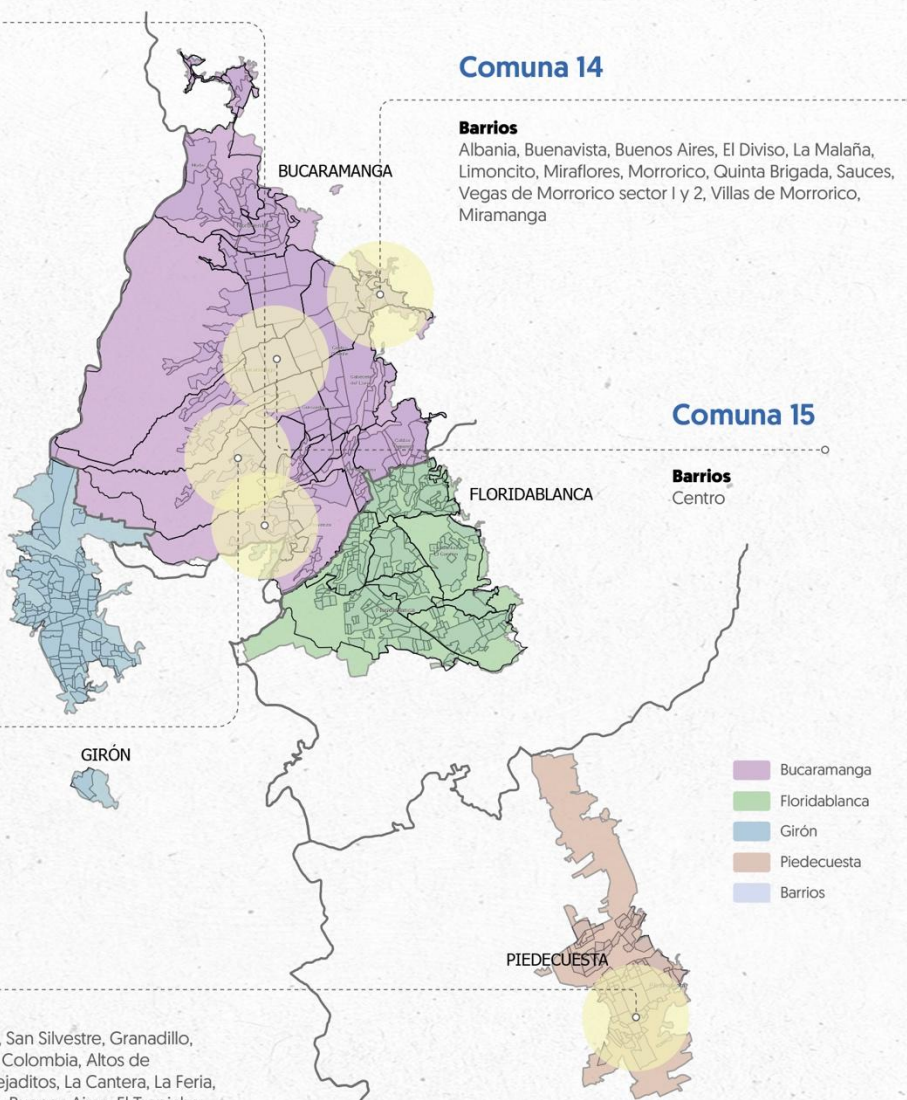 Comuna 14
Barrios
Albania, Buenavista, Buenos Aires, El Diviso, La Malaña,
Limoncito, Miraflores, Morrorico, Quinta Brigada, Sauces,
Vegas de Morrorico sector I y 2, Villas de Morrorico,
Miramanga
BUCARAMANGA
Comuna 15
Barrios
Centro
FLORIDABLANCA
GIRÓN
Bucaramanga
Floridablanca
Girón
Piedecuesta
Barrios
PIEDECUESTA
, San Silvestre, Granadillo,
Colombia, Altos de
ejaditos, La Cantera, La Feria,